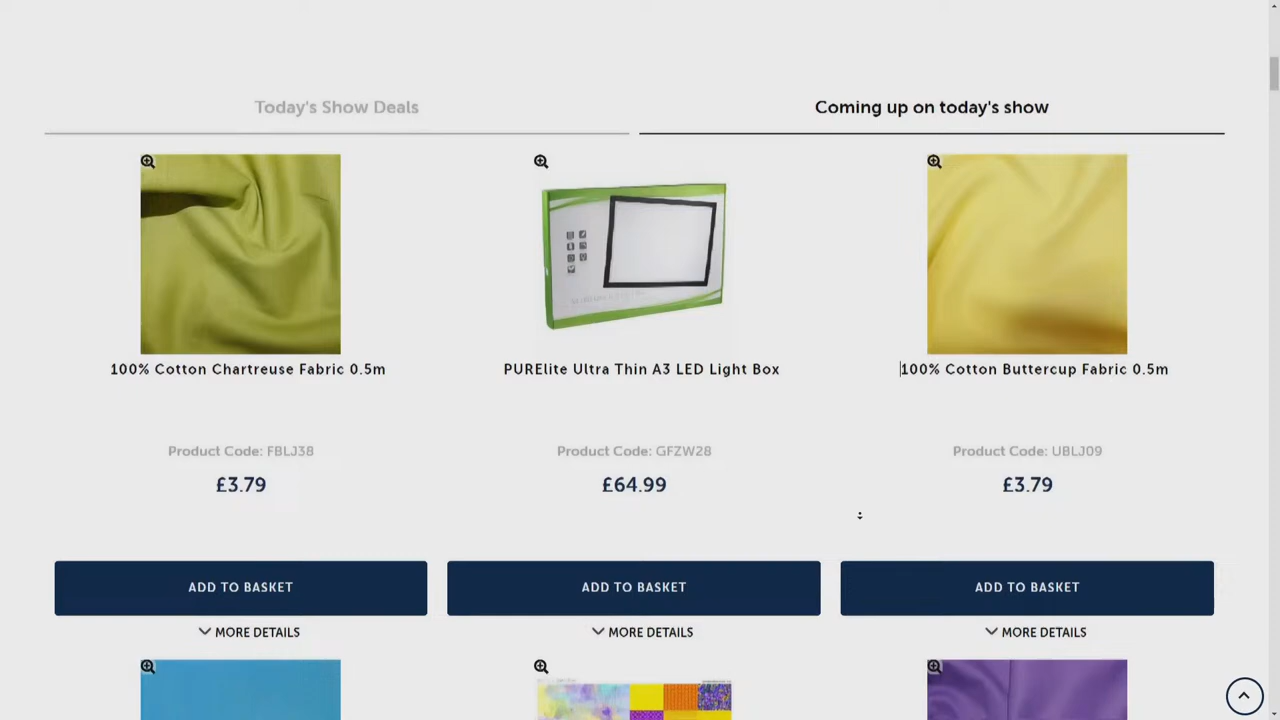 Today's Show Deals
Coming up on today's show
100% Cotton Chartreuse Fabric 0.5m
PURElite Ultra Thin A3 LED Light Box
100% Cotton Buttercup Fabric 0.5m
Product Code: FBLJ38
Product Code: GFZW28
Product Code: UBLJ09
£3.79
£64.99
£3.79
ADD TO BASKET
ADD TO BASKET
ADD TO BASKET
MORE DETAILS
MORE DETAILS
MORE DETAILS